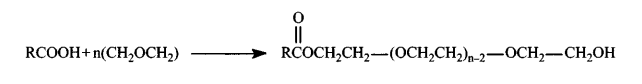 RCOOH+n(CH₂OCH₂) ⟶ RCOCH₂CH₂—(OCH₂CH₂)ₙ₋₂—OCH₂—CH₂OH
O
‖